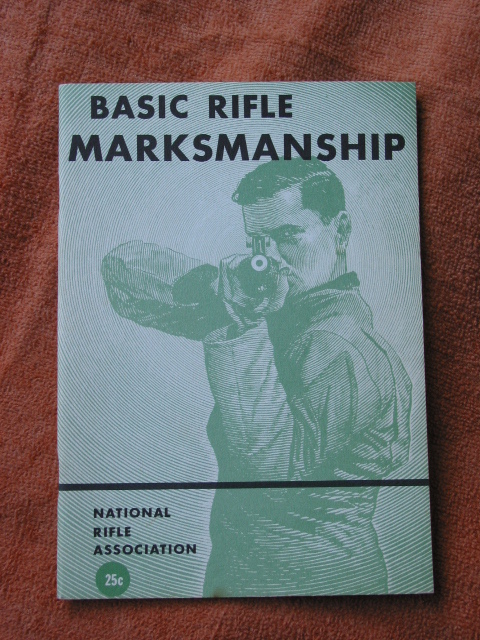 BASIC RIFLE
MARKSMANSHIP
NATIONAL
RIFLE
ASSOCIATION
25c